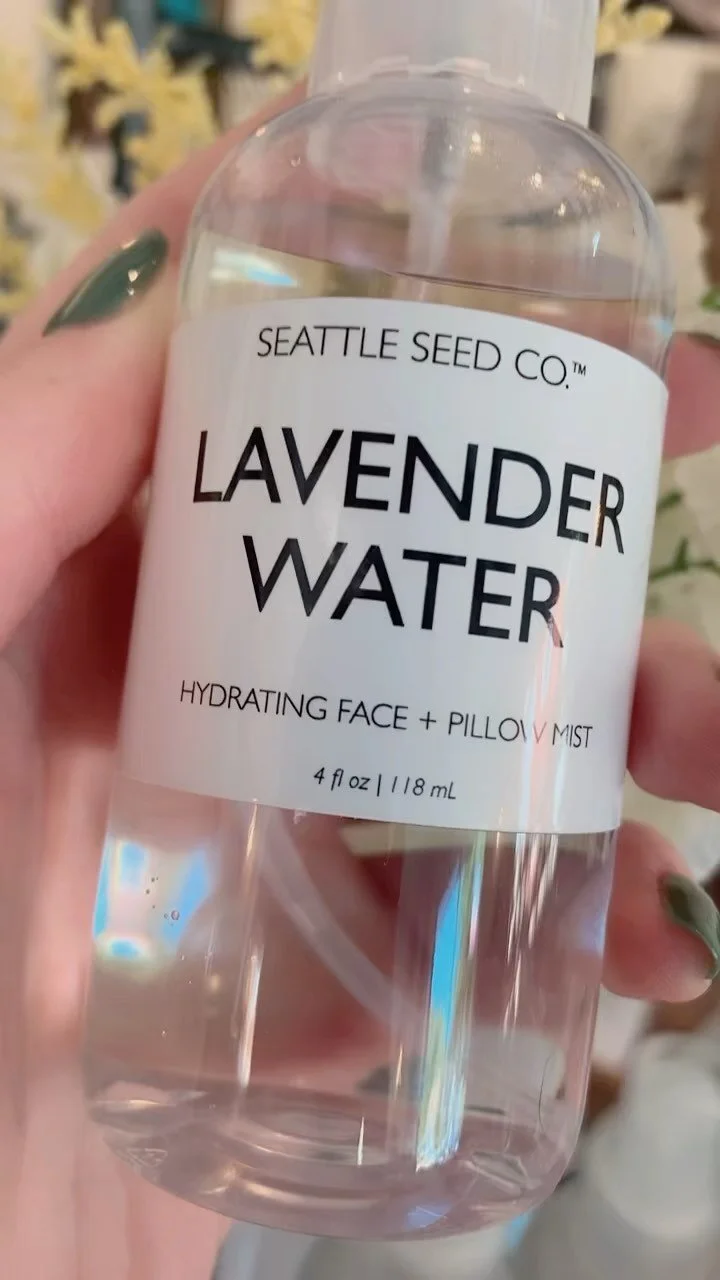 SEATTLE SEED CO.™
LAVENDER
WATER
HYDRATING FACE + PILLOW MIST
4 fl oz | 118 mL